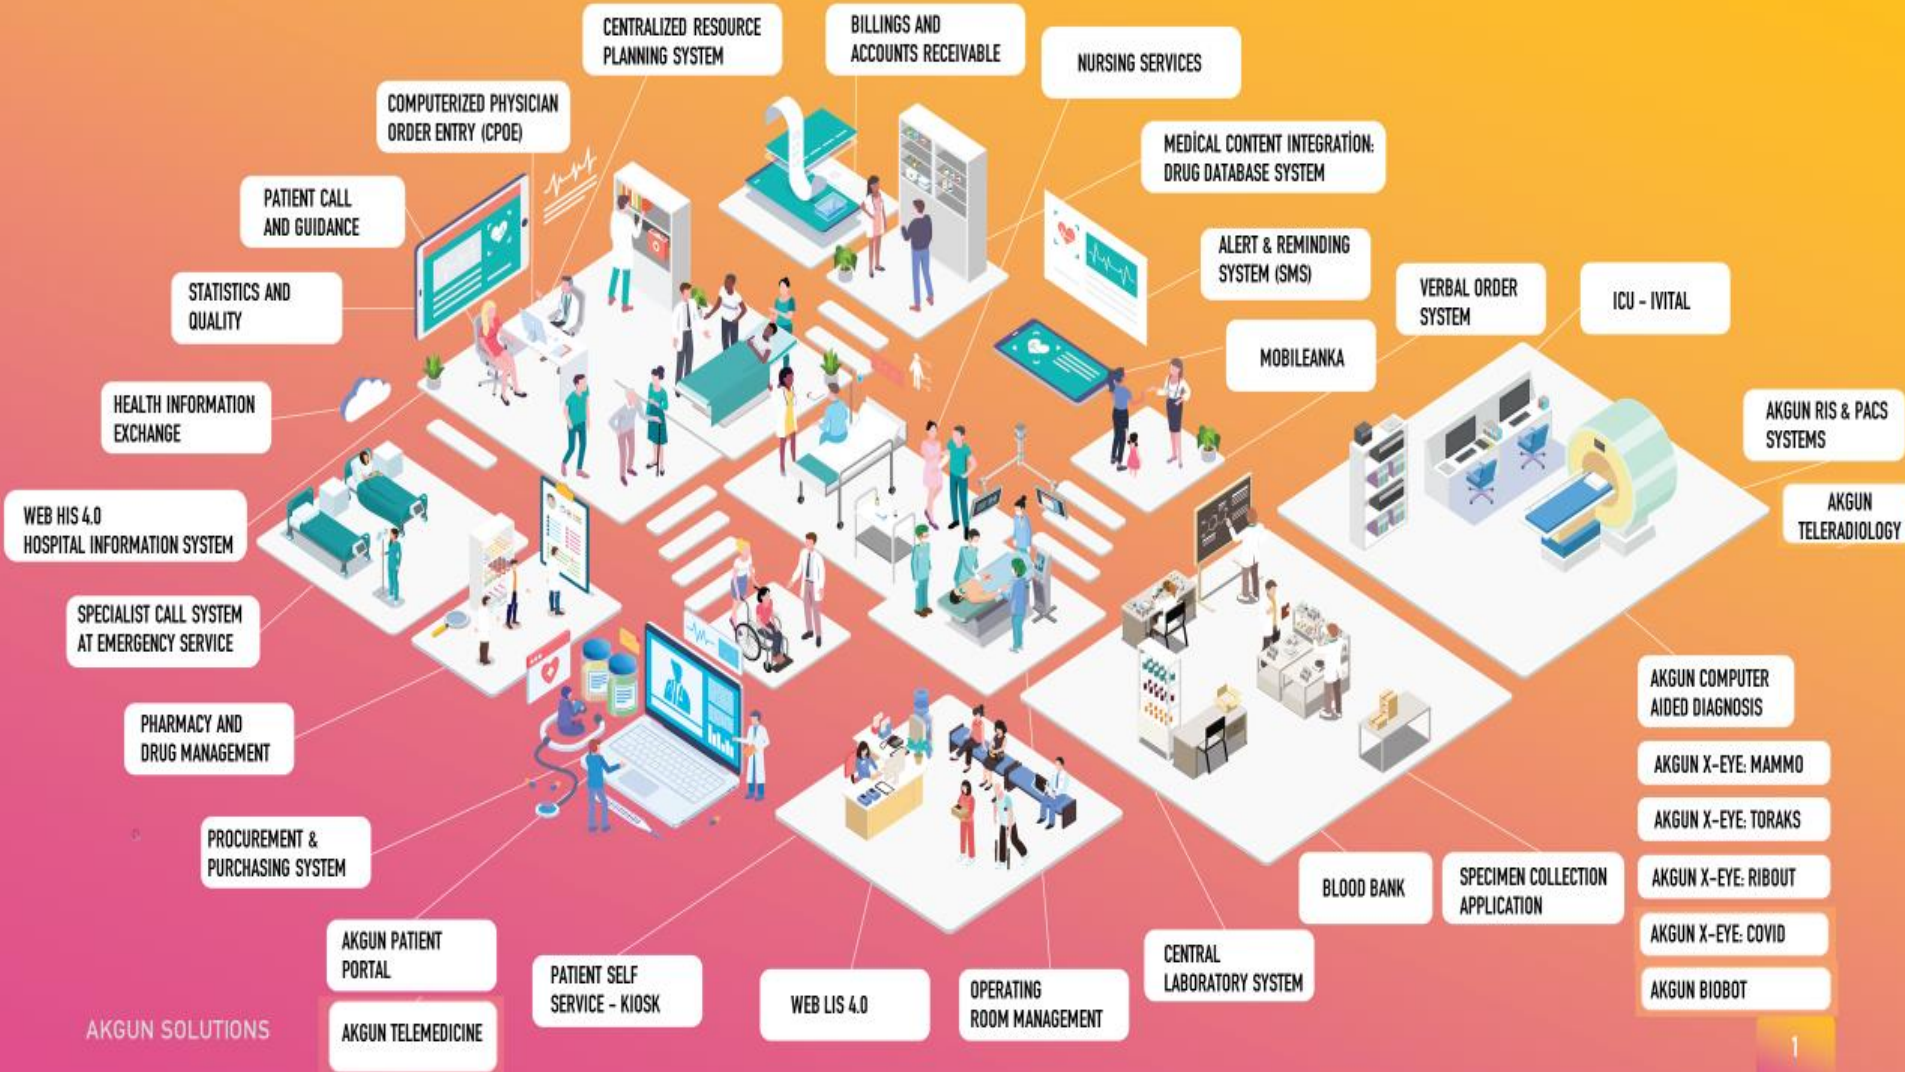 CENTRALIZED RESOURCE
PLANNING SYSTEM
BILLINGS AND
ACCOUNTS RECEIVABLE
NURSING SERVICES
COMPUTERIZED PHYSICIAN
ORDER ENTRY (CPOE)
MEDİCAL CONTENT INTEGRATİON:
DRUG DATABASE SYSTEM
PATIENT CALL
AND GUIDANCE
ALERT & REMINDING
SYSTEM (SMS)
VERBAL ORDER
SYSTEM
ICU - IVITAL
STATISTICS AND
QUALITY
MOBILEANKA
HEALTH INFORMATION
EXCHANGE
AKGUN RIS & PACS
SYSTEMS
WEB HIS 4.0
HOSPITAL INFORMATION SYSTEM
AKGUN
TELERADIOLOGY
SPECIALIST CALL SYSTEM
AT EMERGENCY SERVICE
PHARMACY AND
DRUG MANAGEMENT
AKGUN COMPUTER
AIDED DIAGNOSIS
AKGUN X-EYE: MAMMO
AKGUN X-EYE: TORAKS
AKGUN X-EYE: RIBOUT
AKGUN X-EYE: COVID
AKGUN BIOBOT
PROCUREMENT &
PURCHASING SYSTEM
BLOOD BANK
SPECIMEN COLLECTION
APPLICATION
AKGUN PATIENT
PORTAL
AKGUN TELEMEDICINE
PATIENT SELF
SERVICE - KIOSK
WEB LIS 4.0
OPERATING
ROOM MANAGEMENT
CENTRAL
LABORATORY SYSTEM
AKGUN SOLUTIONS
1